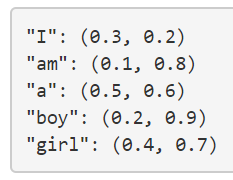 "I": (0.3, 0.2)
"am": (0.1, 0.8)
"a": (0.5, 0.6)
"boy": (0.2, 0.9)
"girl": (0.4, 0.7)